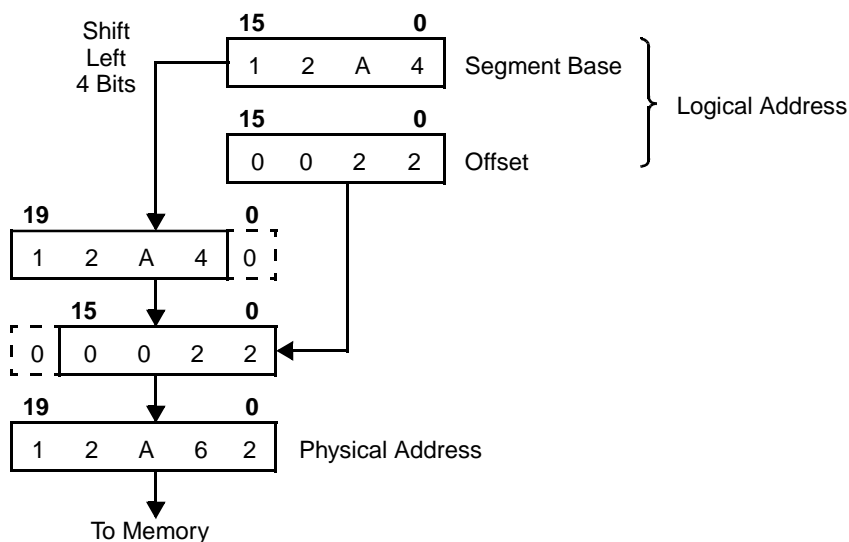 Shift
Left
4 Bits
15 0
1 2 A 4 Segment Base
Logical Address
15 0
0 0 2 2 Offset
19 0
1 2 A 4 0
15 0
0 0 0 2 2
19 0
1 2 A 6 2 Physical Address
To Memory